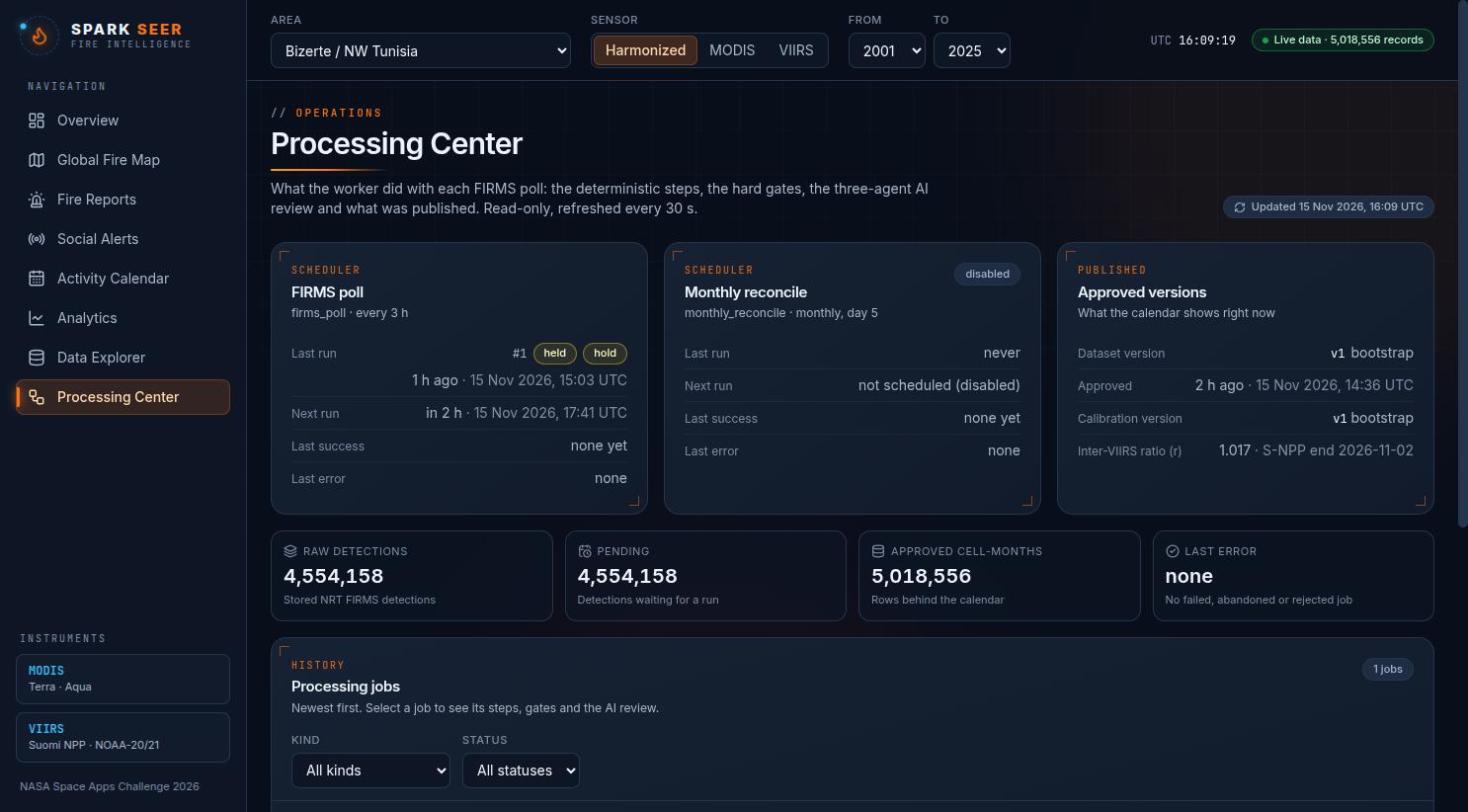 SPARK SEER
FIRE INTELLIGENCE
NAVIGATION
Overview
Global Fire Map
Fire Reports
Social Alerts
Activity Calendar
Analytics
Data Explorer
Processing Center
INSTRUMENTS
MODIS
Terra · Aqua
VIIRS
Suomi NPP · NOAA-20/21
NASA Space Apps Challenge 2026
AREA
Bizerte / NW Tunisia
SENSOR
Harmonized MODIS VIIRS
FROM
2001
TO
2025
UTC 16:09:19
Live data · 5,018,556 records
// OPERATIONS
Processing Center
What the worker did with each FIRMS poll: the deterministic steps, the hard gates, the three-agent AI
review and what was published. Read-only, refreshed every 30 s.
Updated 15 Nov 2026, 16:09 UTC
SCHEDULER
FIRMS poll
firms_poll · every 3 h
Last run #1 held hold
1 h ago · 15 Nov 2026, 15:03 UTC
Next run in 2 h · 15 Nov 2026, 17:41 UTC
Last success none yet
Last error none
SCHEDULER
disabled
Monthly reconcile
monthly_reconcile · monthly, day 5
Last run never
Next run not scheduled (disabled)
Last success none yet
Last error none
PUBLISHED
Approved versions
What the calendar shows right now
Dataset version v1 bootstrap
Approved 2 h ago · 15 Nov 2026, 14:36 UTC
Calibration version v1 bootstrap
Inter-VIIRS ratio (r) 1.017 · S-NPP end 2026-11-02
RAW DETECTIONS
4,554,158
Stored NRT FIRMS detections
PENDING
4,554,158
Detections waiting for a run
APPROVED CELL-MONTHS
5,018,556
Rows behind the calendar
LAST ERROR
none
No failed, abandoned or rejected job
HISTORY
1 jobs
Processing jobs
Newest first. Select a job to see its steps, gates and the AI review.
KIND
All kinds
STATUS
All statuses